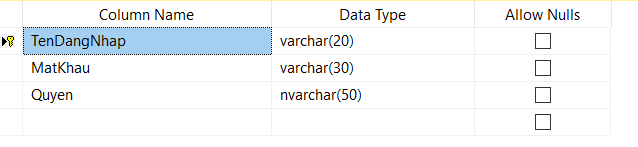 Column Name Data Type Allow Nulls
TenDangNhap varchar(20)
MatKhau varchar(30)
Quyen nvarchar(50)